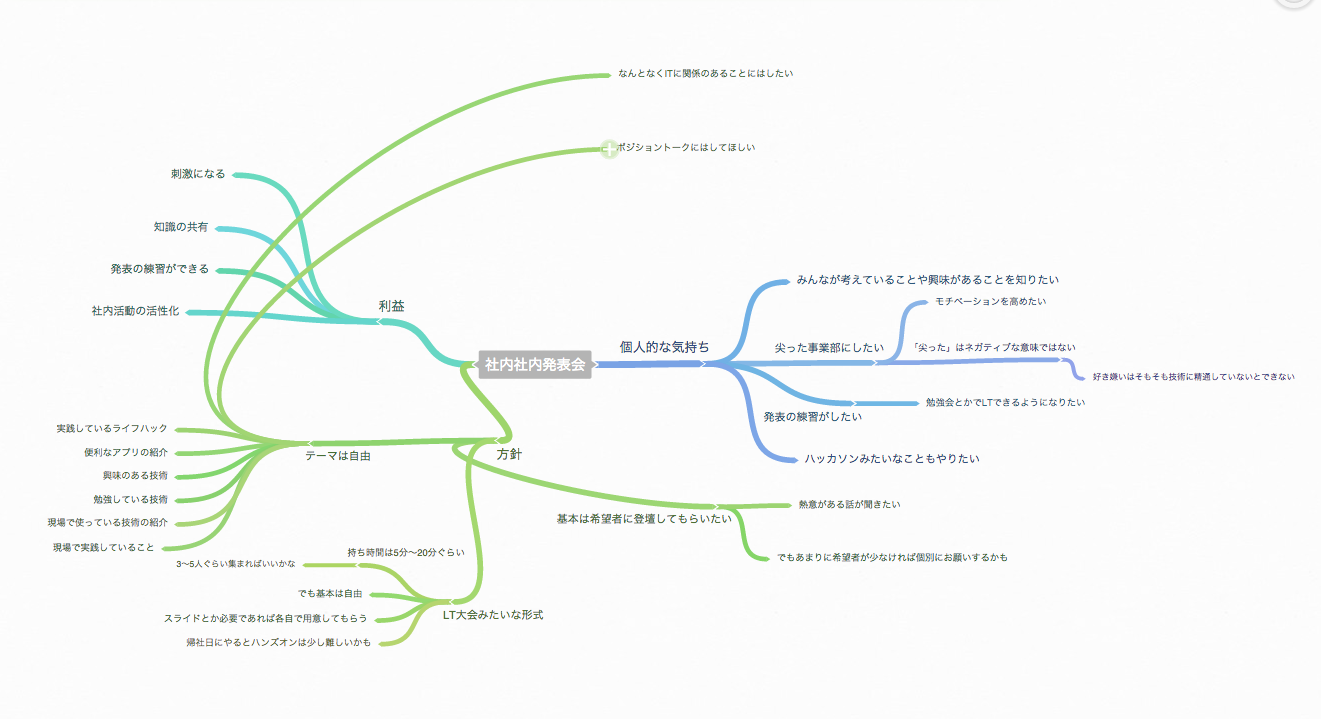 なんとなくITに関係のあることにはしたい
ポジショントークにはしてほしい
刺激になる
知識の共有
発表の練習ができる
社内活動の活性化
利益
社内社内発表会
個人的な気持ち
みんなが考えていることや興味があることを知りたい
モチベーションを高めたい
尖った事業部にしたい
「尖った」はネガティブな意味ではない
好き嫌いはそもそも技術に精通していないとできない
勉強会とかでLTできるようになりたい
発表の練習がしたい
ハッカソンみたいなこともやりたい
方針
テーマは自由
実践しているライフハック
便利なアプリの紹介
興味のある技術
勉強している技術
現場で使っている技術の紹介
現場で実践していること
基本は希望者に登壇してもらいたい
熱意がある話が聞きたい
でもあまりに希望者が少なければ個別にお願いするかも
持ち時間は5分〜20分ぐらい
3〜5人ぐらい集まればいいかな
でも基本は自由
LT大会みたいな形式
スライドとか必要であれば各自で用意してもらう
帰社日にやるとハンズオンは少し難しいかも